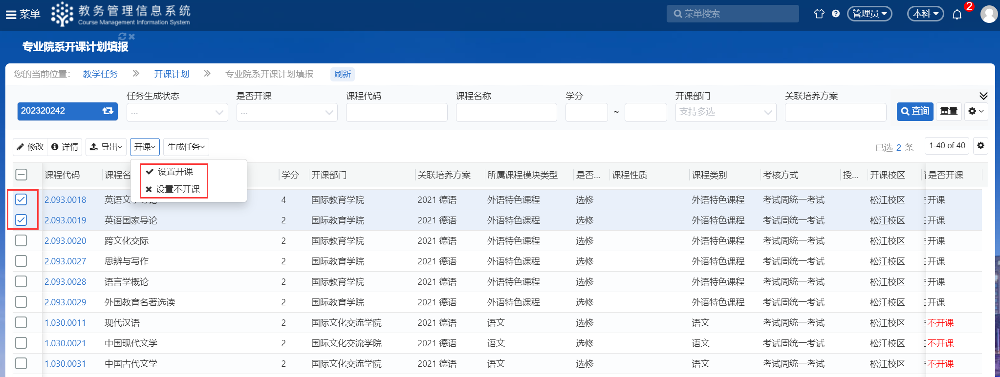 菜单 教务管理信息系统 菜单搜索 管理员 本科 2
Course Management Information System
专业院系开课计划填报
您的当前位置： 教学任务 开课计划 专业院系开课计划填报 刷新
任务生成状态 是否开课 课程代码 课程名称 学分 开课部门 关联培养方案
202320242 ... ... ~ 支持多选 查询 重置
修改 详情 导出 开课 生成任务 已选 2 条 1-40 of 40
设置开课
设置不开课
课程代码 课程名 学分 开课部门 关联培养方案 所属课程模块类型 是否... 课程性质 课程类别 考核方式 授... 开课校区 是否开课
2.093.0018 英语文 4 国际教育学院 2021 德语 外语特色课程 选修 外语特色课程 考试周统一考试 松江校区 开课
2.093.0019 英语国家导论 2 国际教育学院 2021 德语 外语特色课程 选修 外语特色课程 考试周统一考试 松江校区 开课
2.093.0020 跨文化交际 2 国际教育学院 2021 德语 外语特色课程 选修 外语特色课程 考试周统一考试 松江校区 开课
2.093.0027 思辨与写作 2 国际教育学院 2021 德语 外语特色课程 选修 外语特色课程 考试周统一考试 松江校区 开课
2.093.0028 语言学概论 2 国际教育学院 2021 德语 外语特色课程 选修 外语特色课程 考试周统一考试 松江校区 开课
2.093.0029 外国教育名著选读 2 国际教育学院 2021 德语 外语特色课程 选修 外语特色课程 考试周统一考试 松江校区 开课
1.030.0011 现代汉语 2 国际文化交流学院 2021 德语 语文 选修 语文 考试周统一考试 松江校区 不开课
1.030.0021 中国现代文学 2 国际文化交流学院 2021 德语 语文 选修 语文 考试周统一考试 松江校区 不开课
1.030.0031 中国古代文学 2 国际文化交流学院 2021 德语 语文 选修 语文 考试周统一考试 松江校区 不开课